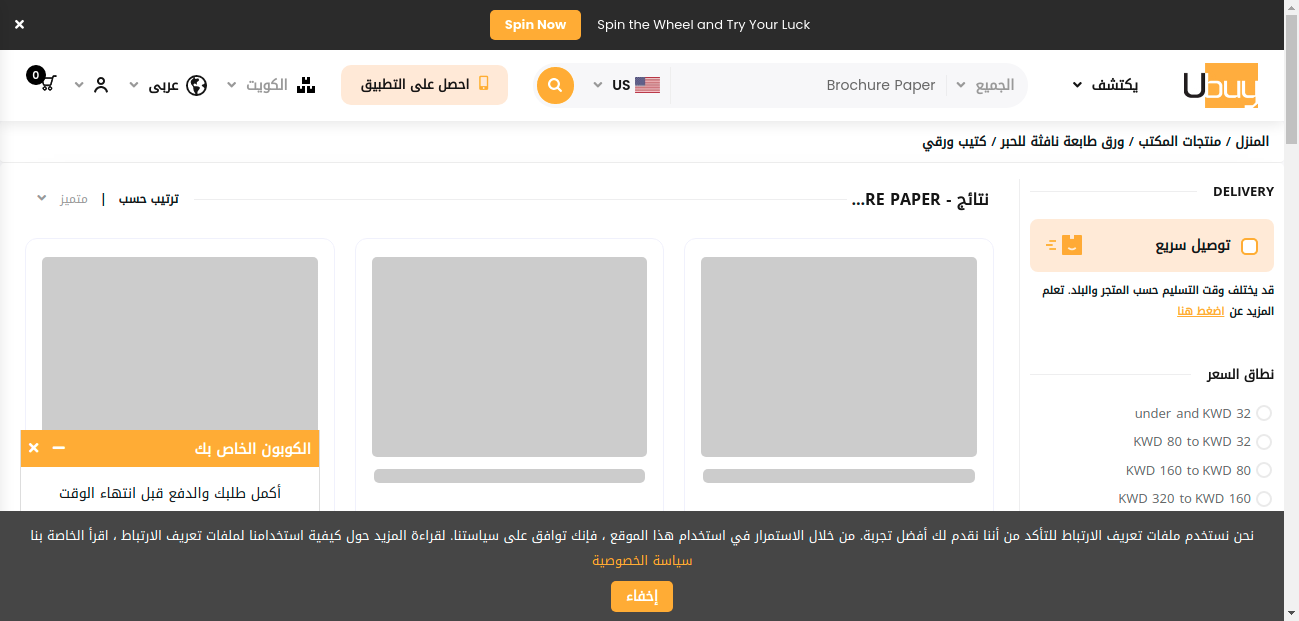 Spin Now Spin the Wheel and Try Your Luck
Ubuy
يكتشف
الجميع
Brochure Paper
US
احصل على التطبيق
الكويت
عربى
0
المنزل / منتجات المكتب / ورق طابعة نافثة للحبر / كتيب ورقي
DELIVERY
توصيل سريع
قد يختلف وقت التسليم حسب المتجر والبلد. تعلم
المزيد عن اضغط هنا
نطاق السعر
under and KWD 32
KWD 80 to KWD 32
KWD 160 to KWD 80
KWD 320 to KWD 160
نتائج - RE PAPER...
ترتيب حسب | متميز
الكوبون الخاص بك
أكمل طلبك والدفع قبل انتهاء الوقت
نحن نستخدم ملفات تعريف الارتباط للتأكد من أننا نقدم لك أفضل تجربة. من خلال الاستمرار في استخدام هذا الموقع ، فإنك توافق على سياستنا. لقراءة المزيد حول كيفية استخدامنا لملفات تعريف الارتباط ، اقرأ الخاصة بنا
سياسة الخصوصية
إخفاء